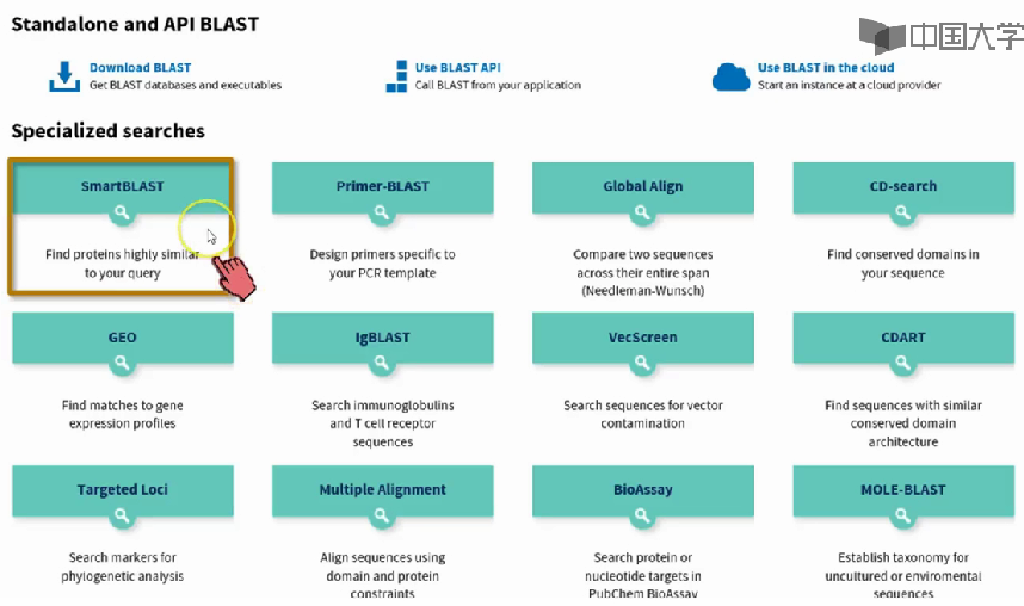 Standalone and API BLAST
中国大学
Download BLAST
Get BLAST databases and executables
Use BLAST API
Call BLAST from your application
Use BLAST in the cloud
Start an instance at a cloud provider
Specialized searches
SmartBLAST
Find proteins highly similar
to your query
Primer-BLAST
Design primers specific to
your PCR template
Global Align
Compare two sequences
across their entire span
(Needleman-Wunsch)
CD-search
Find conserved domains in
your sequence
GEO
Find matches to gene
expression profiles
IgBLAST
Search immunoglobulins
and T cell receptor
sequences
VecScreen
Search sequences for vector
contamination
CDART
Find sequences with similar
conserved domain
architecture
Targeted Loci
Search markers for
phylogenetic analysis
Multiple Alignment
Align sequences using
domain and protein
constraints
BioAssay
Search protein or
nucleotide targets in
PubChem BioAssay
MOLE-BLAST
Establish taxonomy for
uncultured or enviromental
sequences